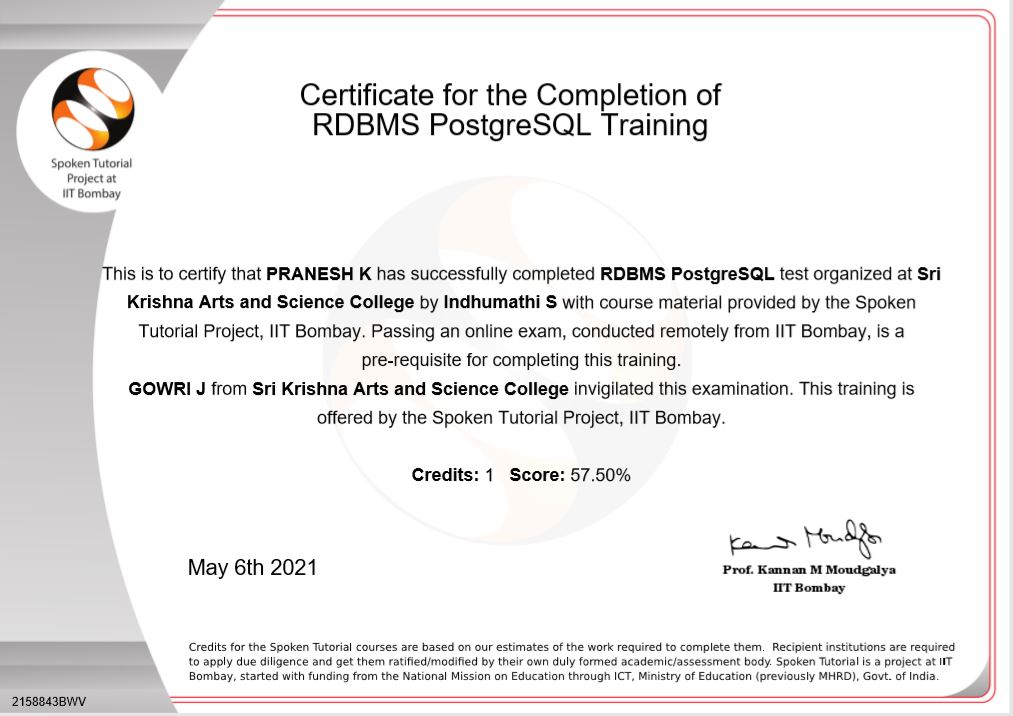 Certificate for the Completion of
RDBMS PostgreSQL Training
Spoken Tutorial
Project at
IIT Bombay
This is to certify that PRANESH K has successfully completed RDBMS PostgreSQL test organized at Sri
Krishna Arts and Science College by Indhumathi S with course material provided by the Spoken
Tutorial Project, IIT Bombay. Passing an online exam, conducted remotely from IIT Bombay, is a
pre-requisite for completing this training.
GOWRI J from Sri Krishna Arts and Science College invigilated this examination. This training is
offered by the Spoken Tutorial Project, IIT Bombay.
Credits: 1 Score: 57.50%
May 6th 2021
Kannan Moudgalya
Prof. Kannan M Moudgalya
IIT Bombay
Credits for the Spoken Tutorial courses are based on our estimates of the work required to complete them. Recipient institutions are required
to apply due diligence and get them ratified/modified by their own duly formed academic/assessment body. Spoken Tutorial is a project at IIT
Bombay, started with funding from the National Mission on Education through ICT, Ministry of Education (previously MHRD), Govt. of India.
2158843BWV